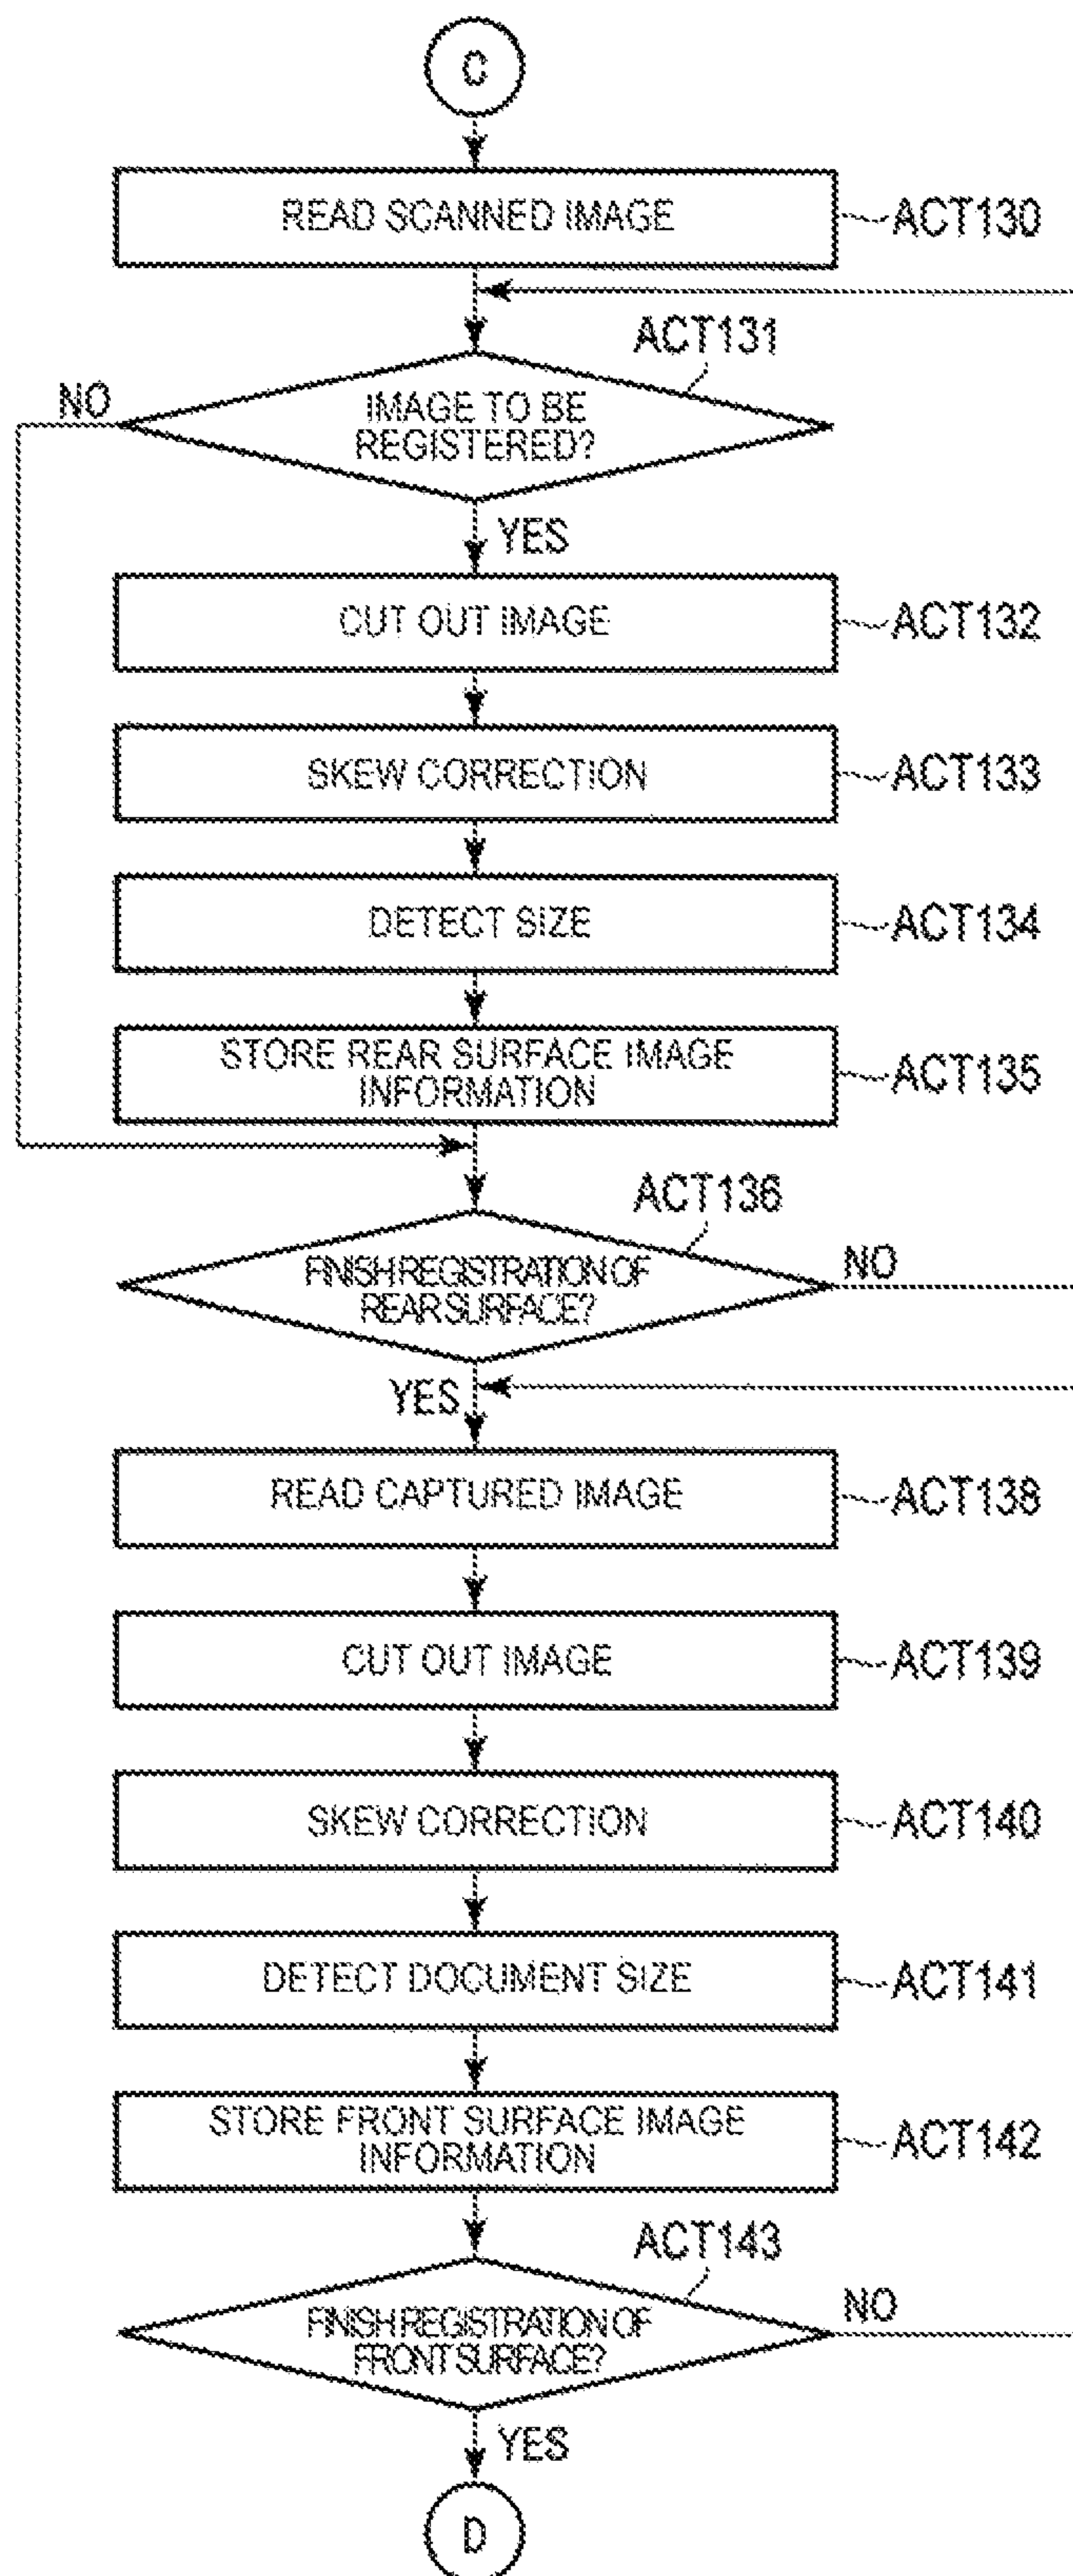 C
READ SCANNED IMAGE
ACT130
ACT131
NO
IMAGE TO BE
REGISTERED?
YES
CUT OUT IMAGE
ACT132
SKEW CORRECTION
ACT133
DETECT SIZE
ACT134
STORE REAR SURFACE IMAGE
INFORMATION
ACT135
ACT136
FINISH REGISTRATION OF
REAR SURFACE?
NO
YES
READ CAPTURED IMAGE
ACT138
CUT OUT IMAGE
ACT139
SKEW CORRECTION
ACT140
DETECT DOCUMENT SIZE
ACT141
STORE FRONT SURFACE IMAGE
INFORMATION
ACT142
ACT143
FINISH REGISTRATION OF
FRONT SURFACE?
NO
YES
D